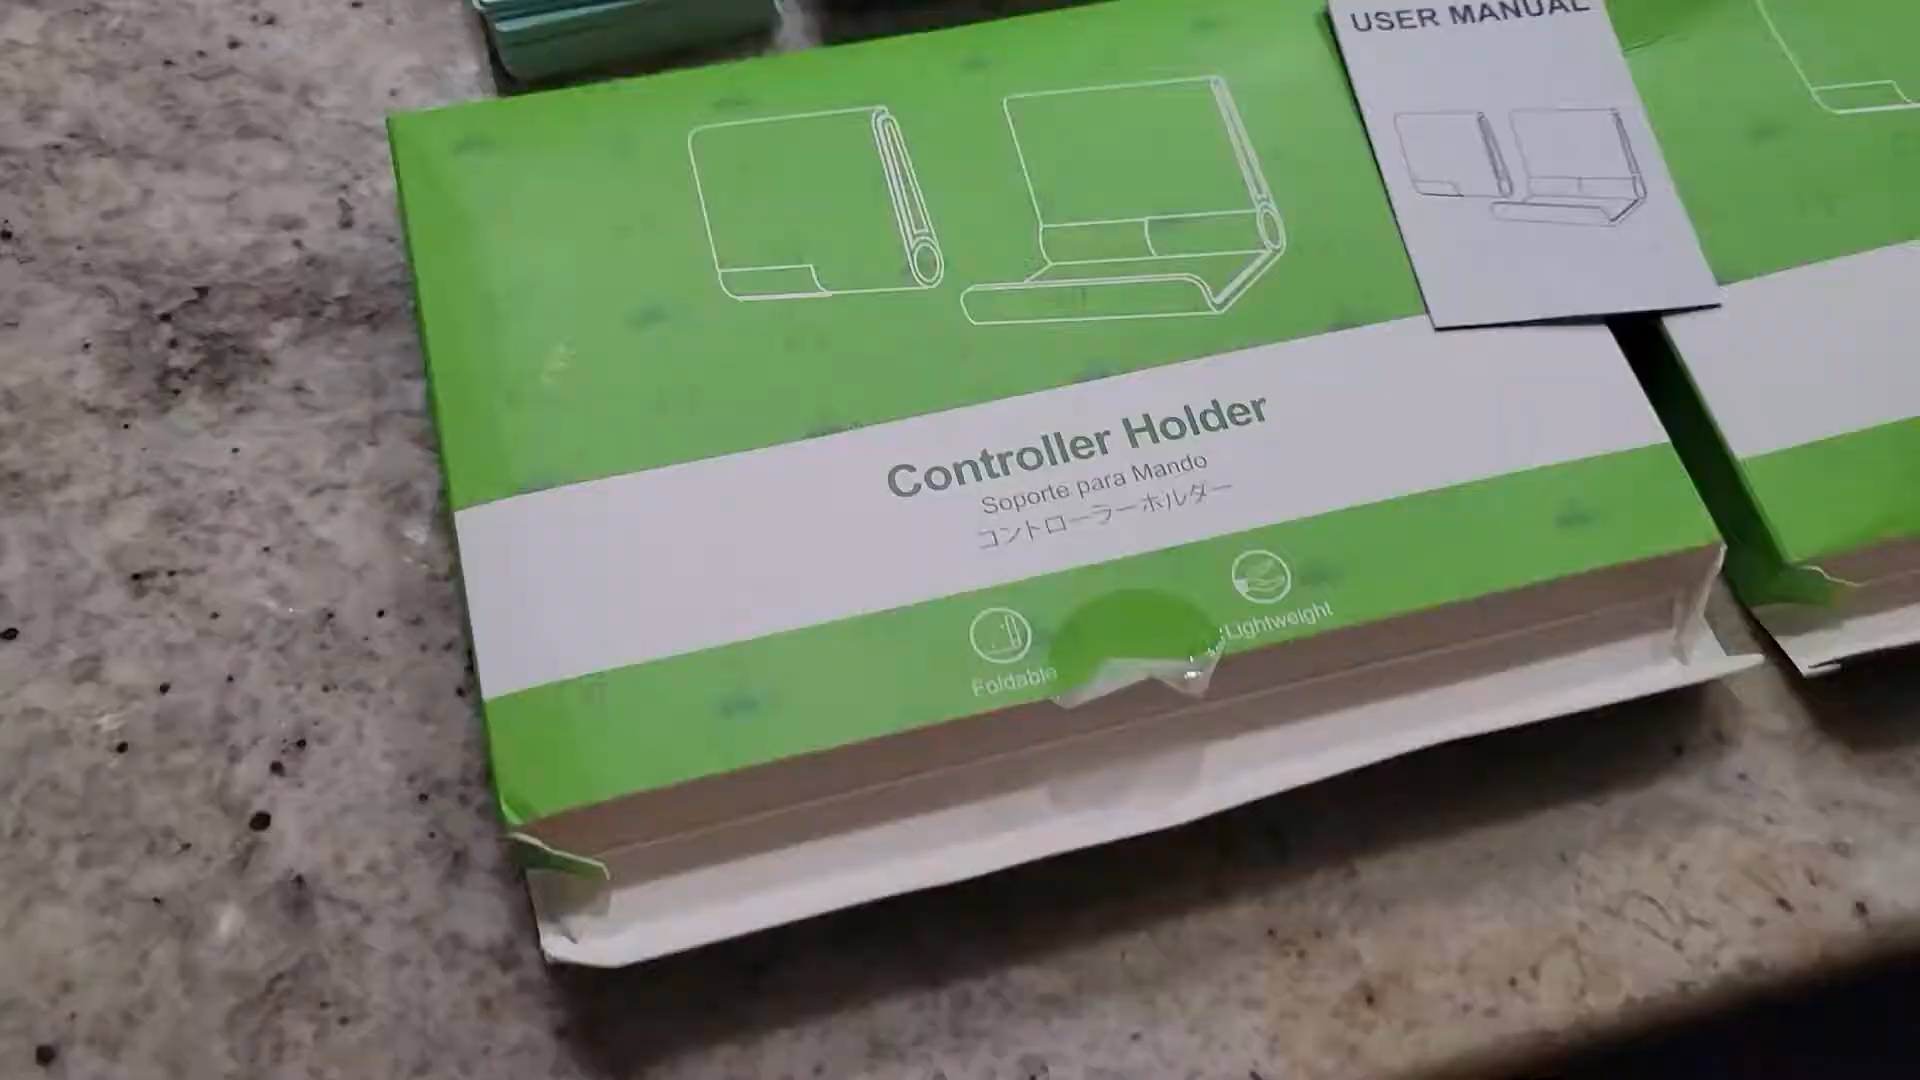 USER MANUAL
Controller Holder
Soporte para Mando
コントローラーホルダー
Foldable
Lightweight